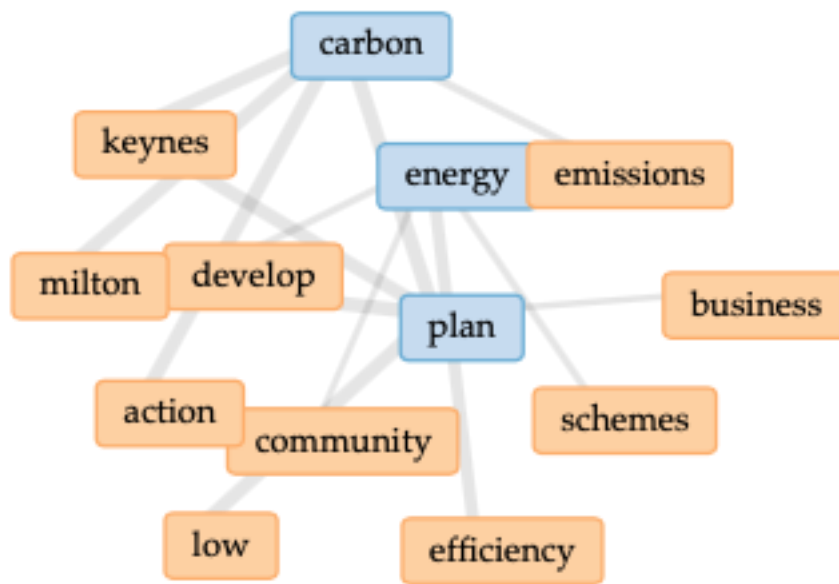 carbon
keynes
energy
emissions
milton
develop
business
plan
action
community
schemes
low
efficiency